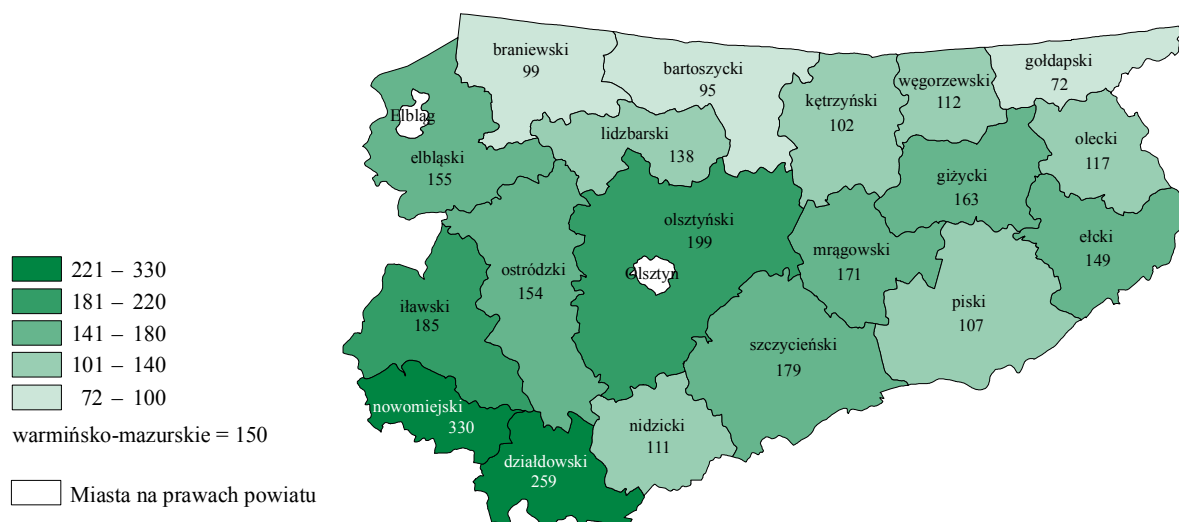 braniewski
99
bartoszycki
95
gołdapski
72
węgorzewski
112
kętrzyński
102
Elbląg
lidzbarski
138
olecki
117
elbląski
155
giżycki
163
olsztyński
199
ełcki
149
mrągowski
171
ostródzki
154
Olsztyn
iławski
185
piski
107
szczycieński
179
nowomiejski
330
nidzicki
111
działdowski
259
221 – 330
181 – 220
141 – 180
101 – 140
72 – 100
warmińsko-mazurskie = 150
Miasta na prawach powiatu